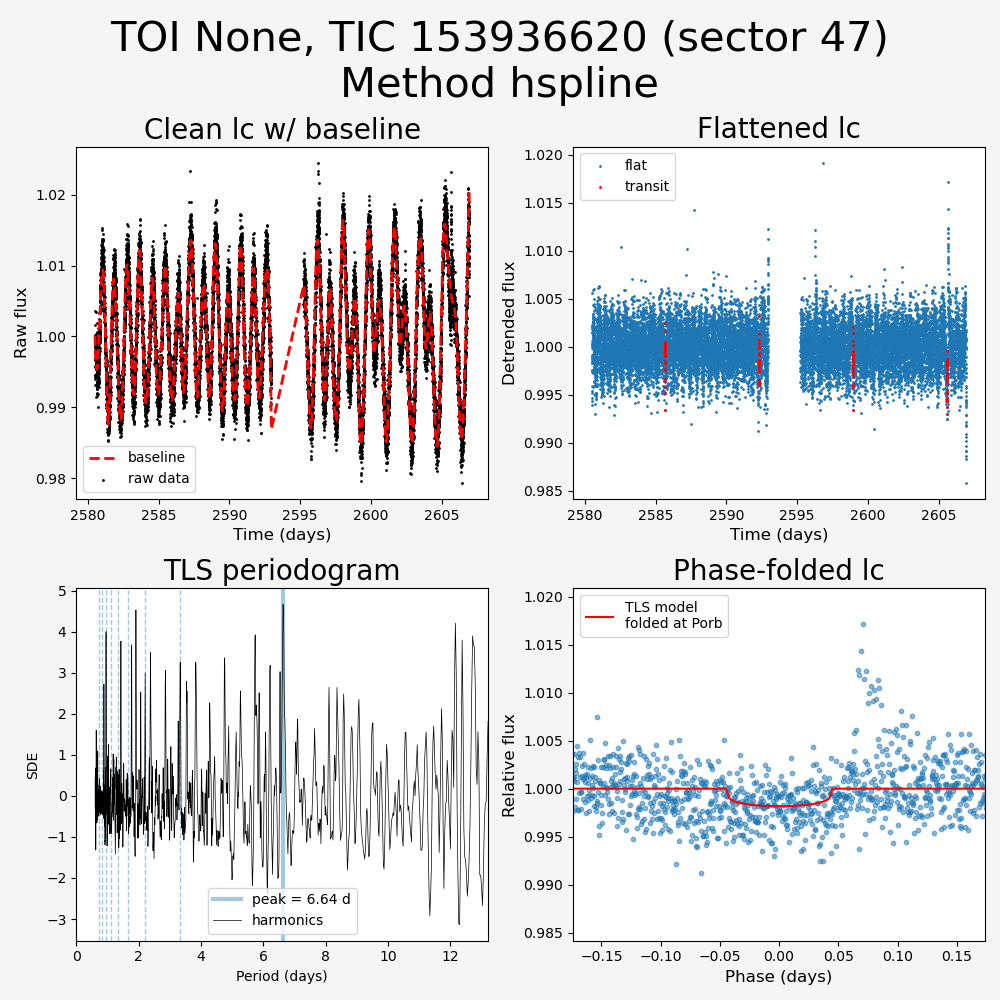 TOI None, TIC 153936620 (sector 47)
Method hspline
Clean lc w/ baseline
Raw flux
1.02
1.01
1.00
0.99
0.98
baseline
raw data
2580
2585
2590
2595
2600
2605
Time (days)
Flattened lc
Detrended flux
1.020
1.015
1.010
1.005
1.000
0.995
0.990
0.985
flat
transit
2580
2585
2590
2595
2600
2605
Time (days)
TLS periodogram
SDE
5
4
3
2
1
0
−1
−2
−3
peak = 6.64 d
harmonics
0
2
4
6
8
10
12
Period (days)
Phase-folded lc
Relative flux
1.020
1.015
1.010
1.005
1.000
0.995
0.990
0.985
TLS model
folded at Porb
−0.15
−0.10
−0.05
0.00
0.05
0.10
0.15
Phase (days)